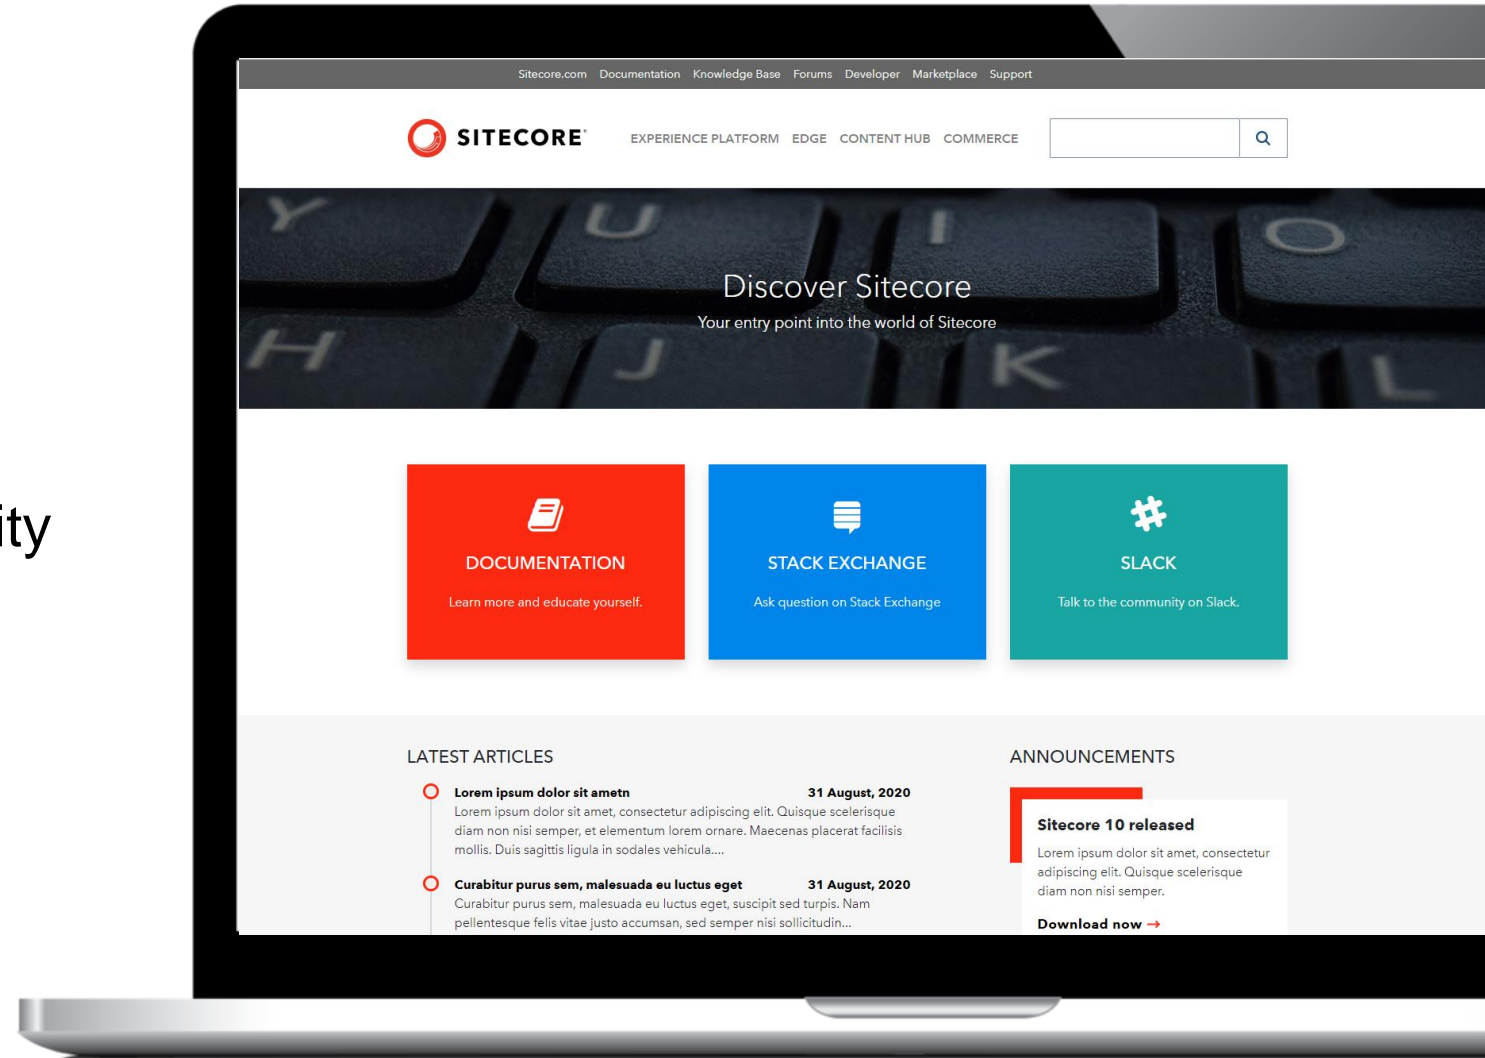 Sitecore.com Documentation Knowledge Base Forums Developer Marketplace Support
SITECORE
EXPERIENCE PLATFORM EDGE CONTENT HUB COMMERCE
Y U I O
Discover Sitecore
Your entry point into the world of Sitecore
H J K L
ity
DOCUMENTATION
Learn more and educate yourself.
STACK EXCHANGE
Ask question on Stack Exchange
SLACK
Talk to the community on Slack.
LATEST ARTICLES
Lorem ipsum dolor sit ametn 31 August, 2020
Lorem ipsum dolor sit amet, consectetur adipiscing elit. Quisque scelerisque
diam non nisi semper, et elementum lorem ornare. Maecenas placerat facilisis
mollis. Duis sagittis ligula in sodales vehicula....
Curabitur purus sem, malesuada eu luctus eget 31 August, 2020
Curabitur purus sem, malesuada eu luctus eget, suscipit sed turpis. Nam
pellentesque felis vitae justo accumsan, sed semper nisi sollicitudin...
ANNOUNCEMENTS
Sitecore 10 released
Lorem ipsum dolor sit amet, consectetur
adipiscing elit. Quisque scelerisque
diam non nisi semper.
Download now →